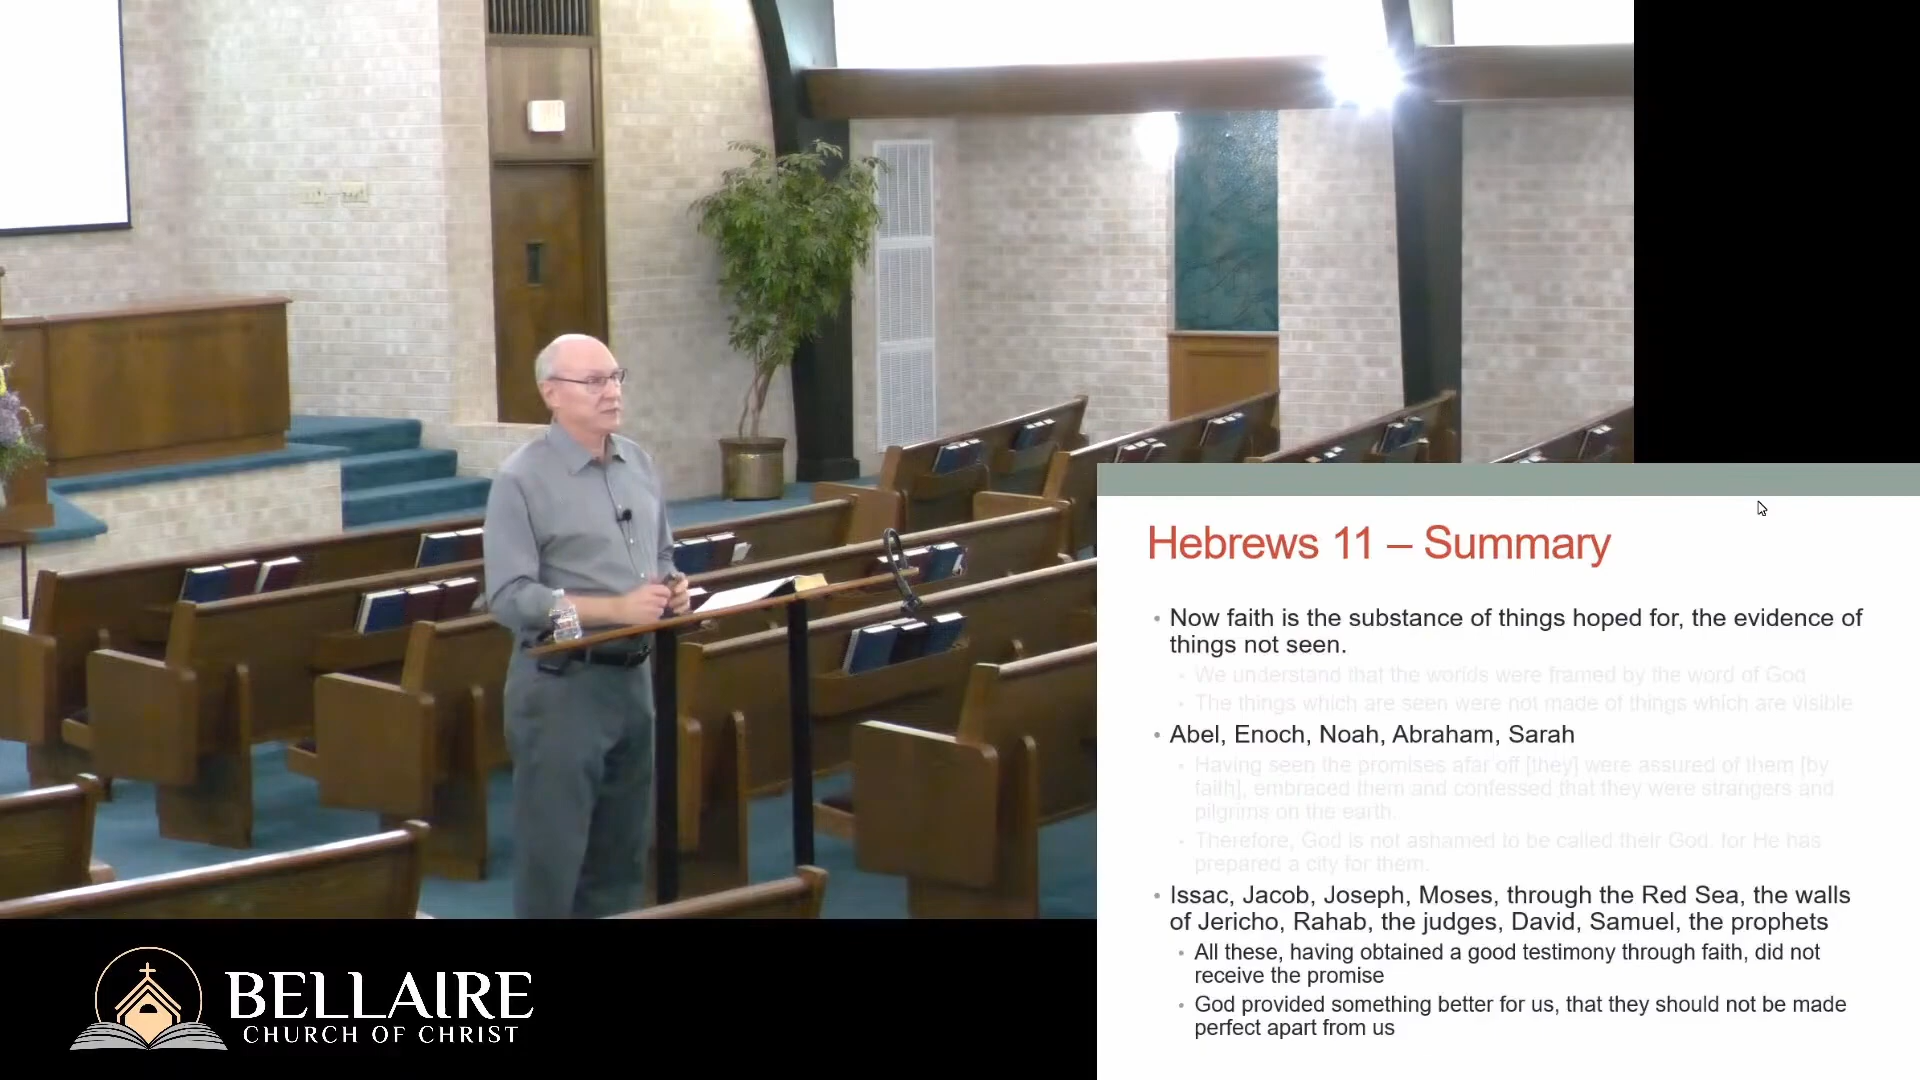 Hebrews 11 – Summary
Now faith is the substance of things hoped for, the evidence of
things not seen.
We understand that the worlds were framed by the word of God
The things which are seen were not made of things which are visible
Abel, Enoch, Noah, Abraham, Sarah
Having seen the promises afar off [they] were assured of them [by
faith], embraced them and confessed that they were strangers and
pilgrims on the earth.
Therefore, God is not ashamed to be called their God, for He has
prepared a city for them.
Issac, Jacob, Joseph, Moses, through the Red Sea, the walls
of Jericho, Rahab, the judges, David, Samuel, the prophets
All these, having obtained a good testimony through faith, did not
receive the promise
God provided something better for us, that they should not be made
perfect apart from us
BELLAIRE
CHURCH OF CHRIST